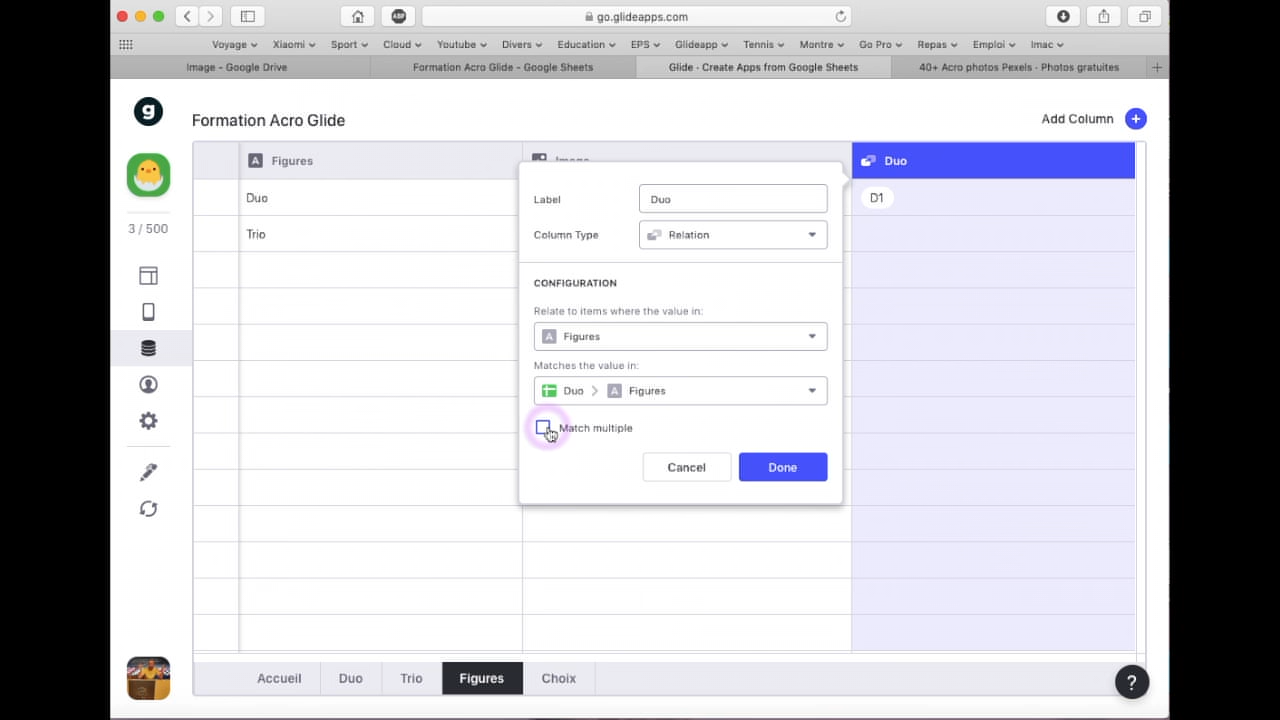 go.glideapps.com
ABP
Voyage Xiaomi Sport Cloud Youtube Divers Education EPS Glideapp Tennis Montre Go Pro Repas Emploi Imac
Image - Google Drive
Formation Acro Glide - Google Sheets
Glide · Create Apps from Google Sheets
40+ Acro photos Pexels · Photos gratuites
g
Formation Acro Glide
Add Column
3 / 500
A Figures
Image
Duo
Duo
D1
Trio
Label
Duo
Column Type
Relation
CONFIGURATION
Relate to items where the value in:
A Figures
Matches the value in:
Duo > A Figures
Match multiple
Cancel
Done
Accueil
Duo
Trio
Figures
Choix
?